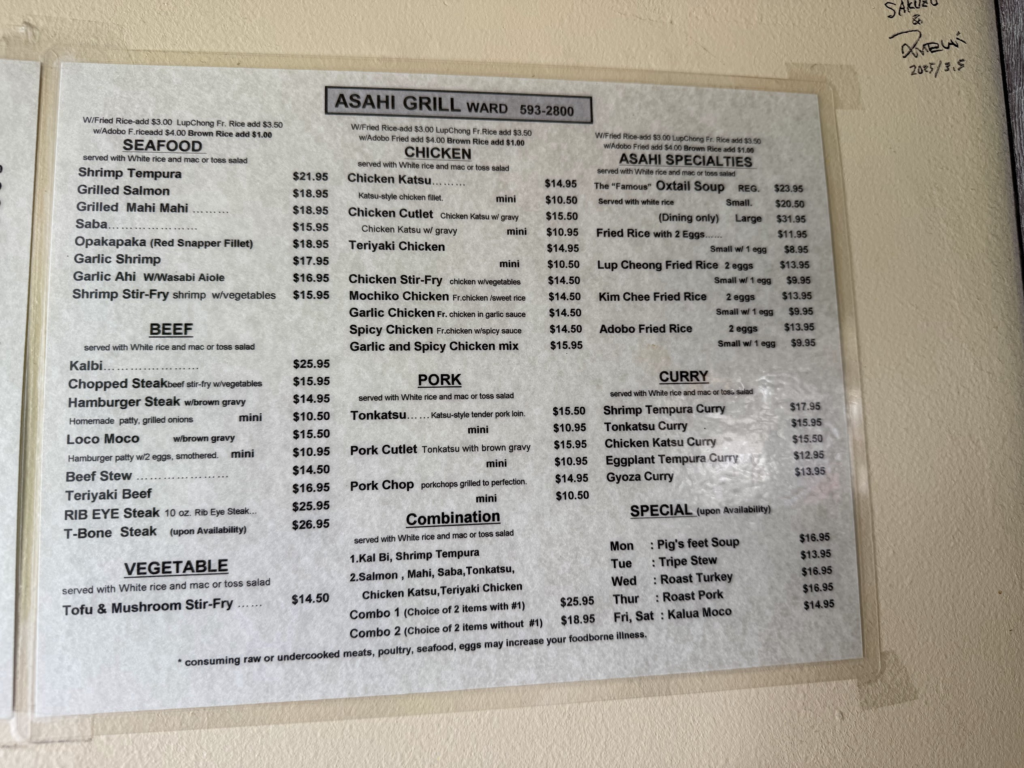 SAKU
&
2025/3.5
ASAHI GRILL WARD 593-2800
W/Fried Rice-add $3.00 LupChong Fr. Rice add $3.50
w/Adobo F.riceadd $4.00 Brown Rice add $1.00
SEAFOOD
served with White rice and mac or toss salad
Shrimp Tempura $21.95
Grilled Salmon $18.95
Grilled Mahi Mahi ......... $18.95
Saba........................ $15.95
Opakapaka (Red Snapper Fillet) $18.95
Garlic Shrimp $17.95
Garlic Ahi W/Wasabi Aiole $16.95
Shrimp Stir-Fry shrimp w/vegetables $15.95
BEEF
served with White rice and mac or toss salad
Kalbi........................ $25.95
Chopped Steakbeef stir-fry w/vegetables $15.95
Hamburger Steak w/brown gravy $14.95
Homemade patty, grilled onions mini $10.50
Loco Moco w/brown gravy $15.50
Hamburger patty w/2 eggs, smothered. mini $10.95
Beef Stew ........................ $14.50
Teriyaki Beef $16.95
RIB EYE Steak 10 oz. Rib Eye Steak... $25.95
T-Bone Steak (upon Availability) $26.95
VEGETABLE
served with White rice and mac or toss salad
Tofu & Mushroom Stir-Fry ...... $14.50
W/Fried Rice-add $3.00 LupChong Fr.Rice add $3.50
w/Adobo Fried add $4.00 Brown Rice add $1.00
CHICKEN
served with White rice and mac or toss salad
Chicken Katsu......... $14.95
Katsu-style chicken fillet. mini $10.50
Chicken Cutlet Chicken Katsu w/ gravy $15.50
Chicken Katsu w/ gravy mini $10.95
Teriyaki Chicken $14.95
mini $10.50
Chicken Stir-Fry chicken w/vegetables $14.50
Mochiko Chicken Fr.chicken /sweet rice $14.50
Garlic Chicken Fr. chicken in garlic sauce $14.50
Spicy Chicken Fr.chicken w/spicy sauce $14.50
Garlic and Spicy Chicken mix $15.95
PORK
served with White rice and mac or toss salad
Tonkatsu...... Katsu-style tender pork loin. $15.50
mini $10.95
Pork Cutlet Tonkatsu with brown gravy $15.95
mini $10.95
Pork Chop porkchops grilled to perfection. $14.95
mini $10.50
Combination
served with White rice and mac or toss salad
1.Kal Bi, Shrimp Tempura
2.Salmon , Mahi, Saba,Tonkatsu,
Chicken Katsu,Teriyaki Chicken
Combo 1 (Choice of 2 items with #1) $25.95
Combo 2 (Choice of 2 items without #1) $18.95
W/Fried Rice-add $3.00 LupChong Fr. Rice add $3.50
w/Adobo Fried add $4.00 Brown Rice add $1.00
ASAHI SPECIALTIES
served with White rice and mac or toss salad
The "Famous" Oxtail Soup REG. $23.95
Served with white rice Small. $20.50
(Dining only) Large $31.95
Fried Rice with 2 Eggs...... $11.95
Small w/ 1 egg $8.95
Lup Cheong Fried Rice 2 eggs $13.95
Small w/ 1 egg $9.95
Kim Chee Fried Rice 2 eggs $13.95
Small w/ 1 egg $9.95
Adobo Fried Rice 2 eggs $13.95
Small w/ 1 egg $9.95
CURRY
served with White rice and mac or toss salad
Shrimp Tempura Curry $17.95
Tonkatsu Curry $15.95
Chicken Katsu Curry $15.50
Eggplant Tempura Curry $12.95
Gyoza Curry $13.95
SPECIAL (upon Availability)
Mon : Pig's feet Soup $16.95
Tue : Tripe Stew $13.95
Wed : Roast Turkey $16.95
Thur : Roast Pork $16.95
Fri, Sat : Kalua Moco $14.95
* consuming raw or undercooked meats, poultry, seafood, eggs may increase your foodborne illness.